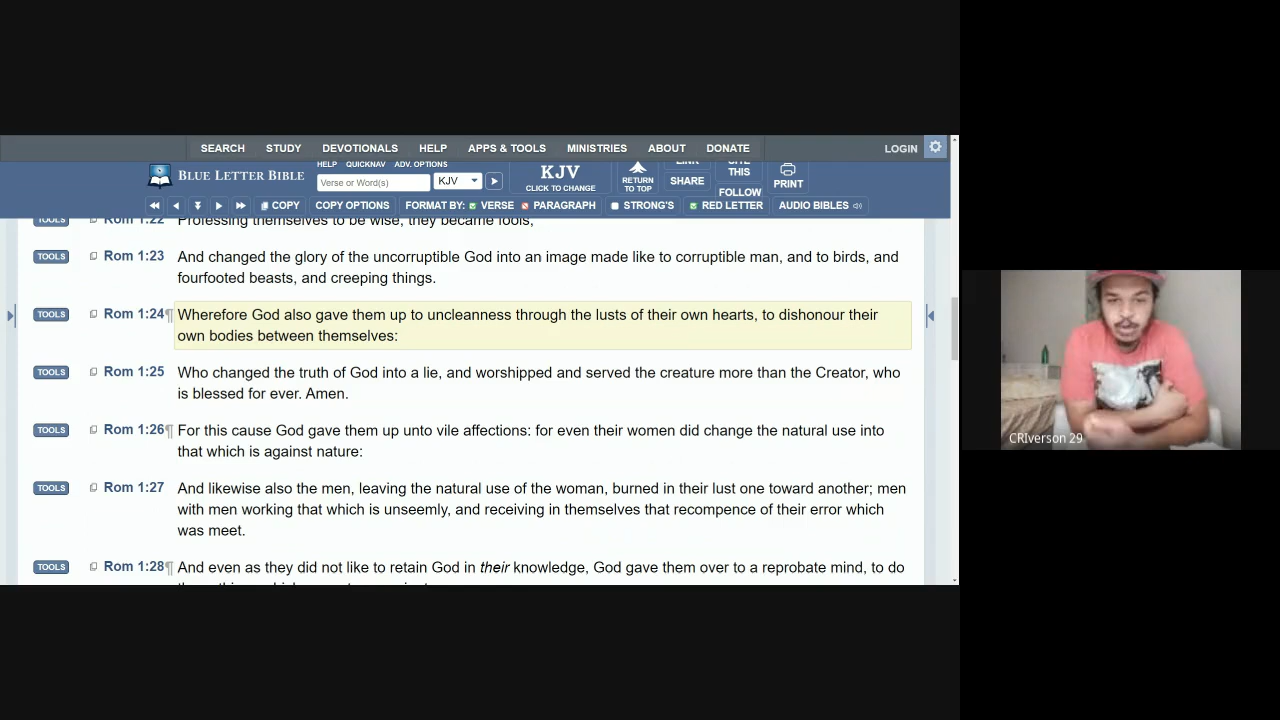 SEARCH STUDY DEVOTIONALS HELP APPS & TOOLS MINISTRIES ABOUT DONATE LOGIN
HELP QUICKNAV ADV. OPTIONS LINK CITE THIS
BLUE LETTER BIBLE Verse or Word(s) KJV KJV CLICK TO CHANGE RETURN TO TOP SHARE FOLLOW PRINT
COPY COPY OPTIONS FORMAT BY: VERSE PARAGRAPH STRONG'S RED LETTER AUDIO BIBLES
TOOLS Rom 1:22 Professing themselves to be wise, they became fools,
TOOLS Rom 1:23 And changed the glory of the uncorruptible God into an image made like to corruptible man, and to birds, and
fourfooted beasts, and creeping things.
TOOLS Rom 1:24¶ Wherefore God also gave them up to uncleanness through the lusts of their own hearts, to dishonour their
own bodies between themselves:
TOOLS Rom 1:25 Who changed the truth of God into a lie, and worshipped and served the creature more than the Creator, who
is blessed for ever. Amen.
TOOLS Rom 1:26¶ For this cause God gave them up unto vile affections: for even their women did change the natural use into
that which is against nature:
TOOLS Rom 1:27 And likewise also the men, leaving the natural use of the woman, burned in their lust one toward another; men
with men working that which is unseemly, and receiving in themselves that recompence of their error which
was meet.
TOOLS Rom 1:28¶ And even as they did not like to retain God in their knowledge, God gave them over to a reprobate mind, to do
CRIverson 29